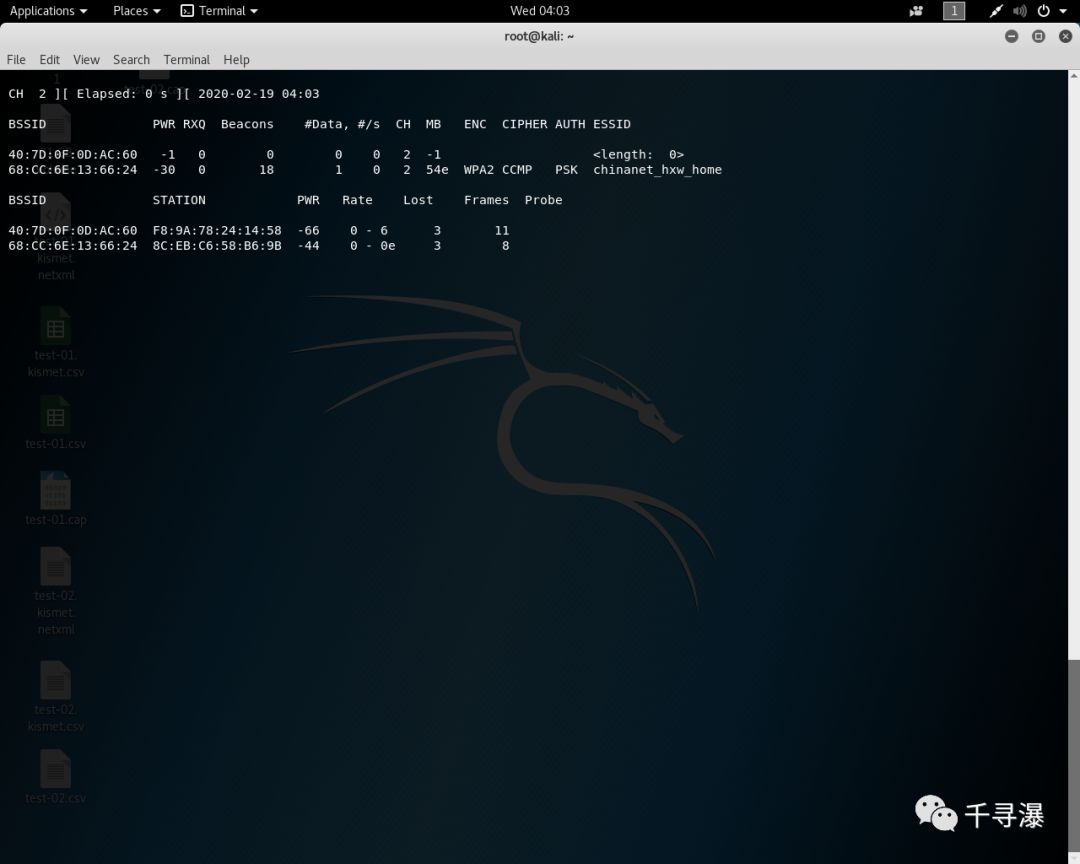 Applications Places Terminal Wed 04:03 1
root@kali: ~
File Edit View Search Terminal Help
CH  2 ][ Elapsed: 0 s ][ 2020-02-19 04:03
BSSID PWR RXQ Beacons #Data, #/s CH MB ENC CIPHER AUTH ESSID
40:7D:0F:0D:AC:60 -1 0 0 0 0 2 -1 <length:  0>
68:CC:6E:13:66:24 -30 0 18 1 0 2 54e WPA2 CCMP PSK chinanet_hxw_home
BSSID STATION PWR Rate Lost Frames Probe
40:7D:0F:0D:AC:60 F8:9A:78:24:14:58 -66 0 - 6 3 11
68:CC:6E:13:66:24 8C:EB:C6:58:B6:9B -44 0 - 0e 3 8
kismet.
netxml
test-01.
kismet.csv
test-01.csv
test-01.cap
test-02.
kismet.
netxml
test-02.
kismet.csv
test-02.csv
千寻瀑